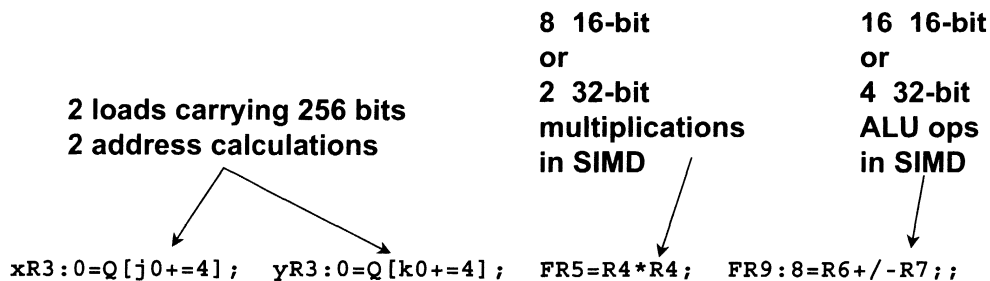 2 loads carrying 256 bits
2 address calculations
8 16-bit
or
2 32-bit
multiplications
in SIMD
16 16-bit
or
4 32-bit
ALU ops
in SIMD
xR3:0=Q[j0+=4]; yR3:0=Q[k0+=4]; FR5=R4*R4; FR9:8=R6+/-R7;;